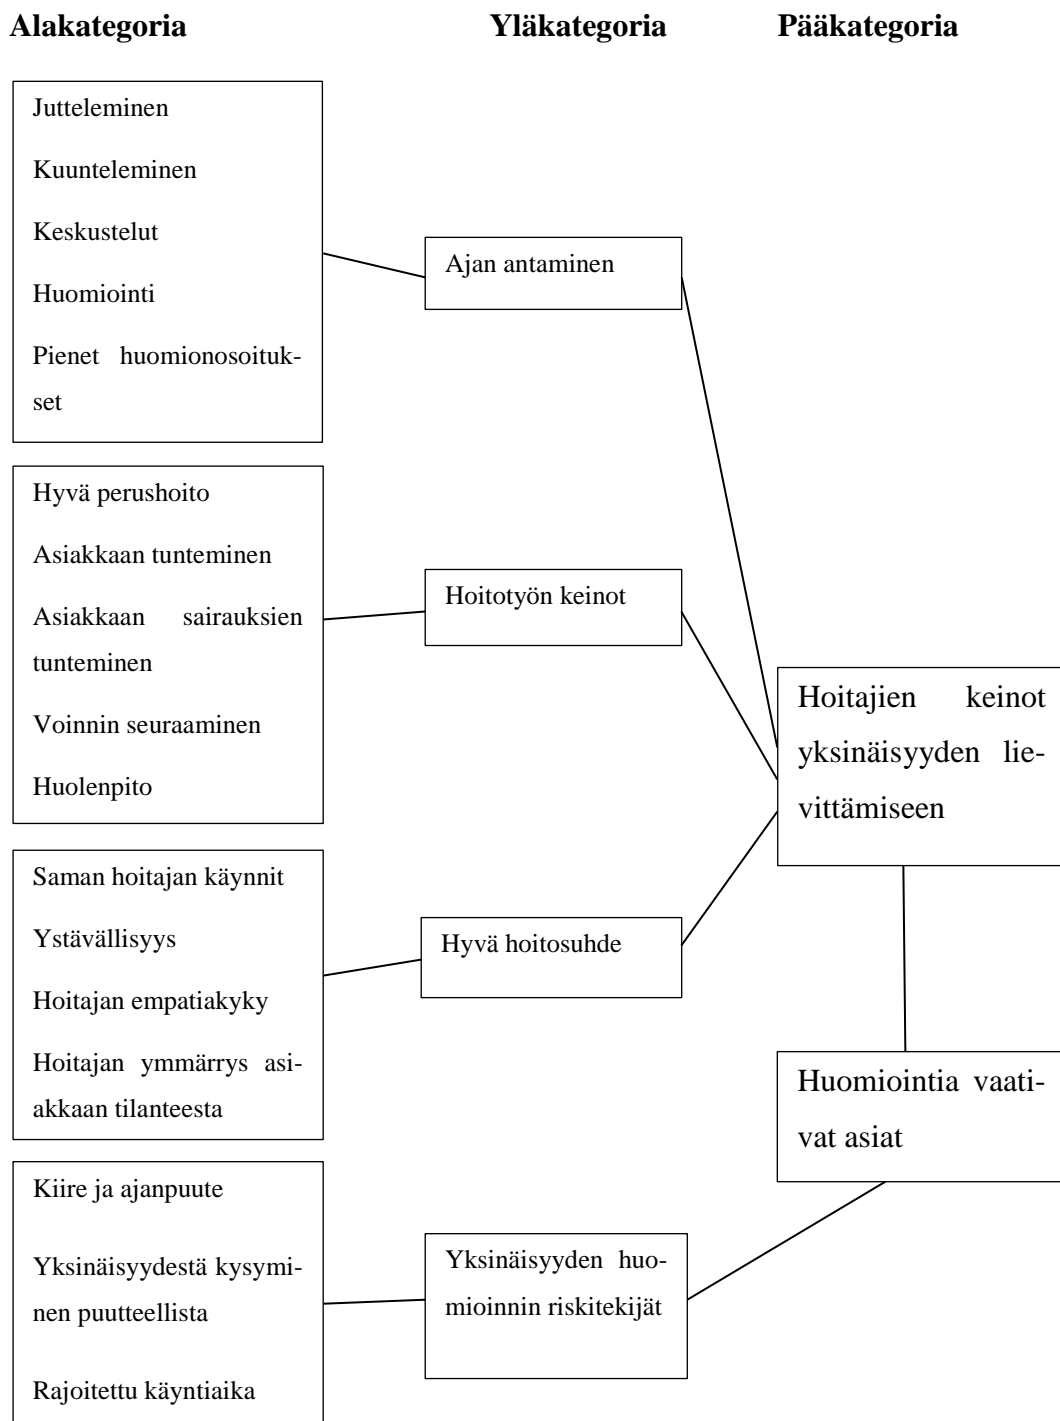 Alakategoria Yläkategoria Pääkategoria
Jutteleminen
Kuunteleminen
Keskustelut
Huomiointi
Pienet huomionosoituk-
set
Ajan antaminen
Hyvä perushoito
Asiakkaan tunteminen
Asiakkaan sairauksien
tunteminen
Voinnin seuraaminen
Huolenpito
Hoitotyön keinot
Hoitajien keinot
yksinäisyyden lie-
vittämiseen
Saman hoitajan käynnit
Ystävällisyys
Hoitajan empatiakyky
Hoitajan ymmärrys asi-
akkaan tilanteesta
Hyvä hoitosuhde
Huomiointia vaati-
vat asiat
Kiire ja ajanpuute
Yksinäisyydestä kysymi-
nen puutteellista
Rajoitettu käyntiaika
Yksinäisyyden huo-
mioinnin riskitekijät